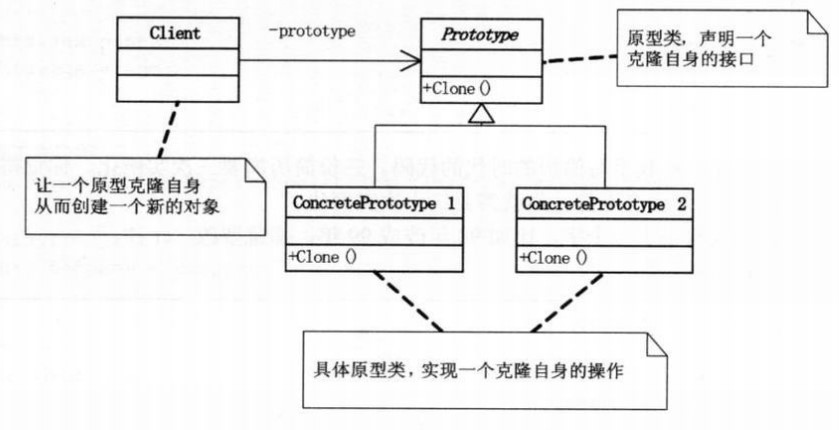 Client
-prototype
Prototype
+Clone()
原型类，声明一个
克隆自身的接口
让一个原型克隆自身
从而创建一个新的对象
ConcretePrototype 1
+Clone()
ConcretePrototype 2
+Clone()
具体原型类，实现一个克隆自身的操作